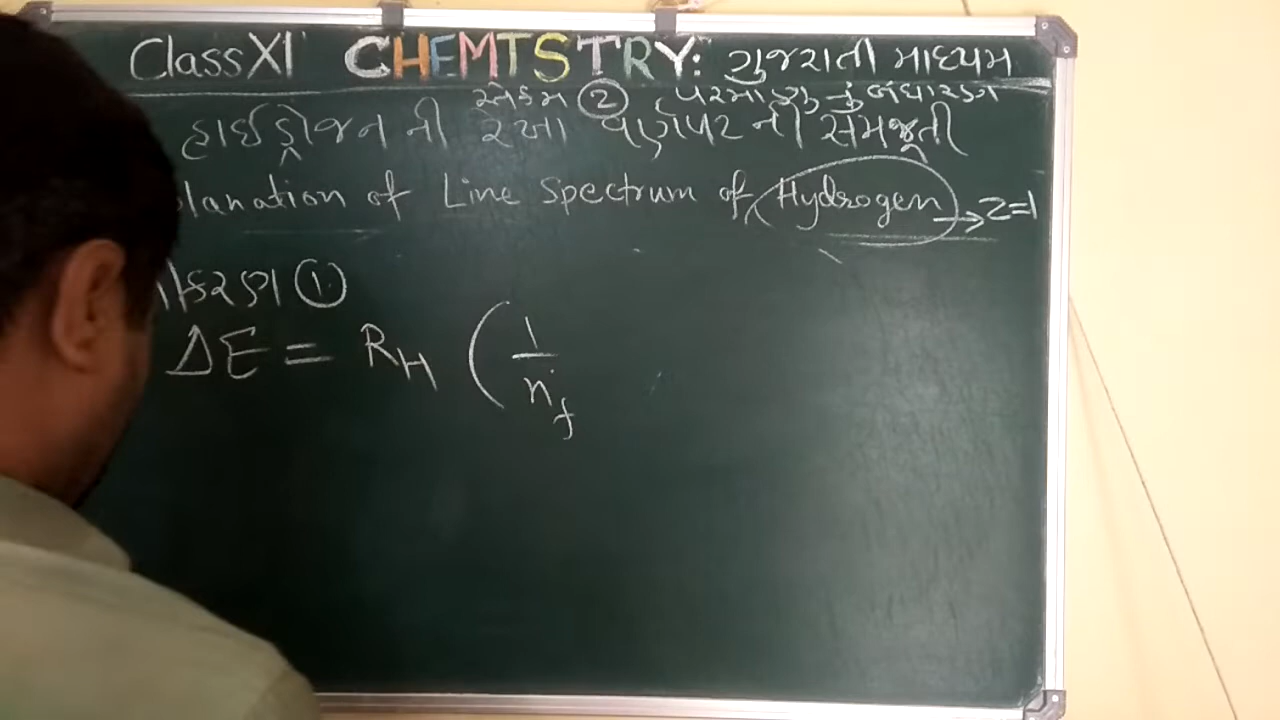 Class XI CHEMISTRY: ગુજરાતી માધ્યમ
એકમ 2 પરમાણુનું બંધારણ
હાઈડ્રોજન ની રેખા વર્ણપટ ની સમજૂતી
lanation of Line Spectrum of Hydrogen → Z=1
કરણ 1
ΔE = R_H ( 1/n_f